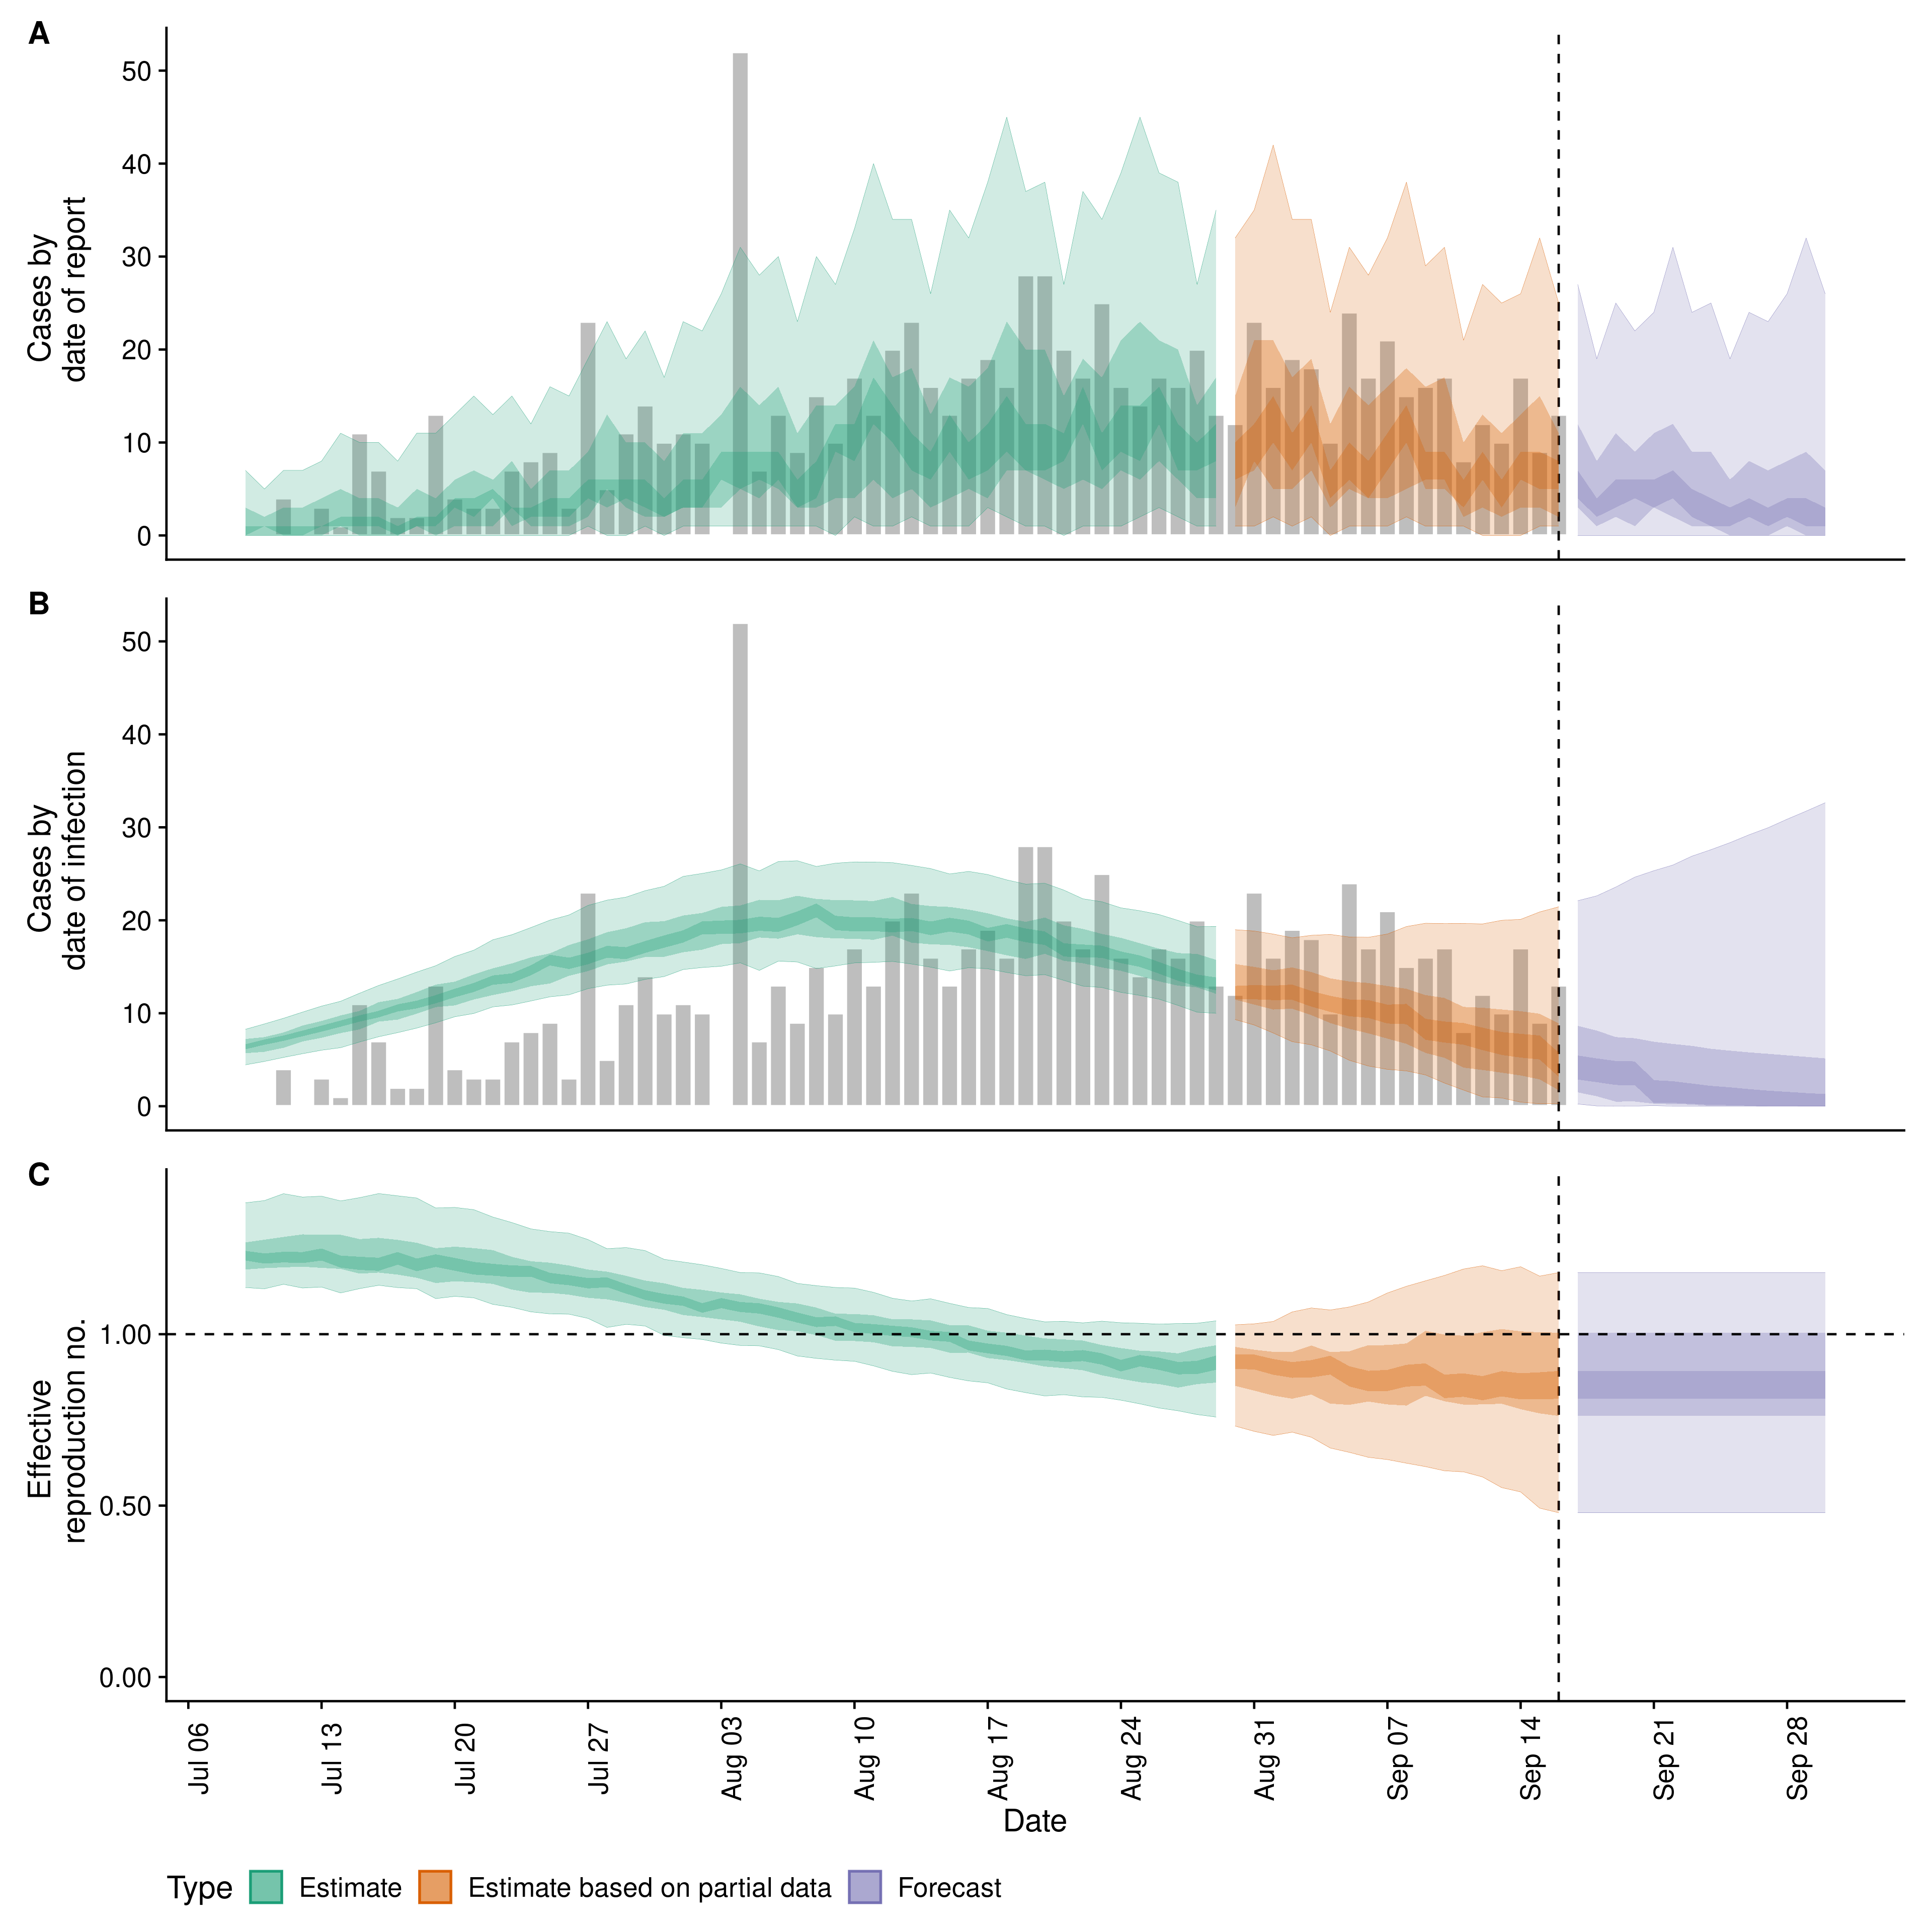 A
Cases by
date of report
50
40
30
20
10
0
B
Cases by
date of infection
50
40
30
20
10
0
C
Effective
reproduction no.
1.00
0.50
0.00
Jul 06
Jul 13
Jul 20
Jul 27
Aug 03
Aug 10
Aug 17
Aug 24
Aug 31
Sep 07
Sep 14
Sep 21
Sep 28
Date
Type Estimate Estimate based on partial data Forecast